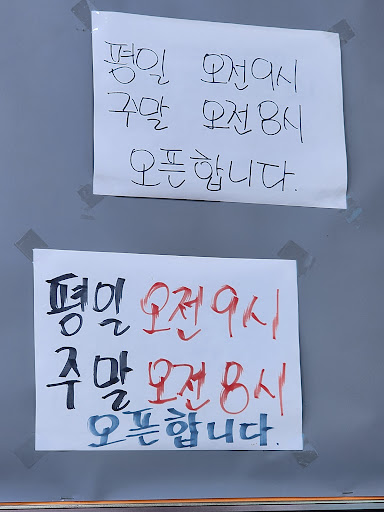 평일 오전 9시
주말 오전 8시
오픈합니다.
평일 오전 9시
주말 오전 8시
오픈합니다.